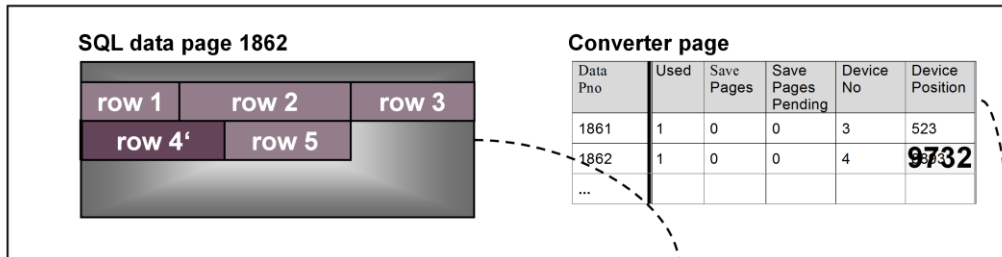 SQL data page 1862
row 1 row 2 row 3
row 4‘ row 5
Converter page
Data Pno Used Save Pages Save Pages Pending Device No Device Position
1861 1 0 0 3 523
1862 1 0 0 4 9732
...